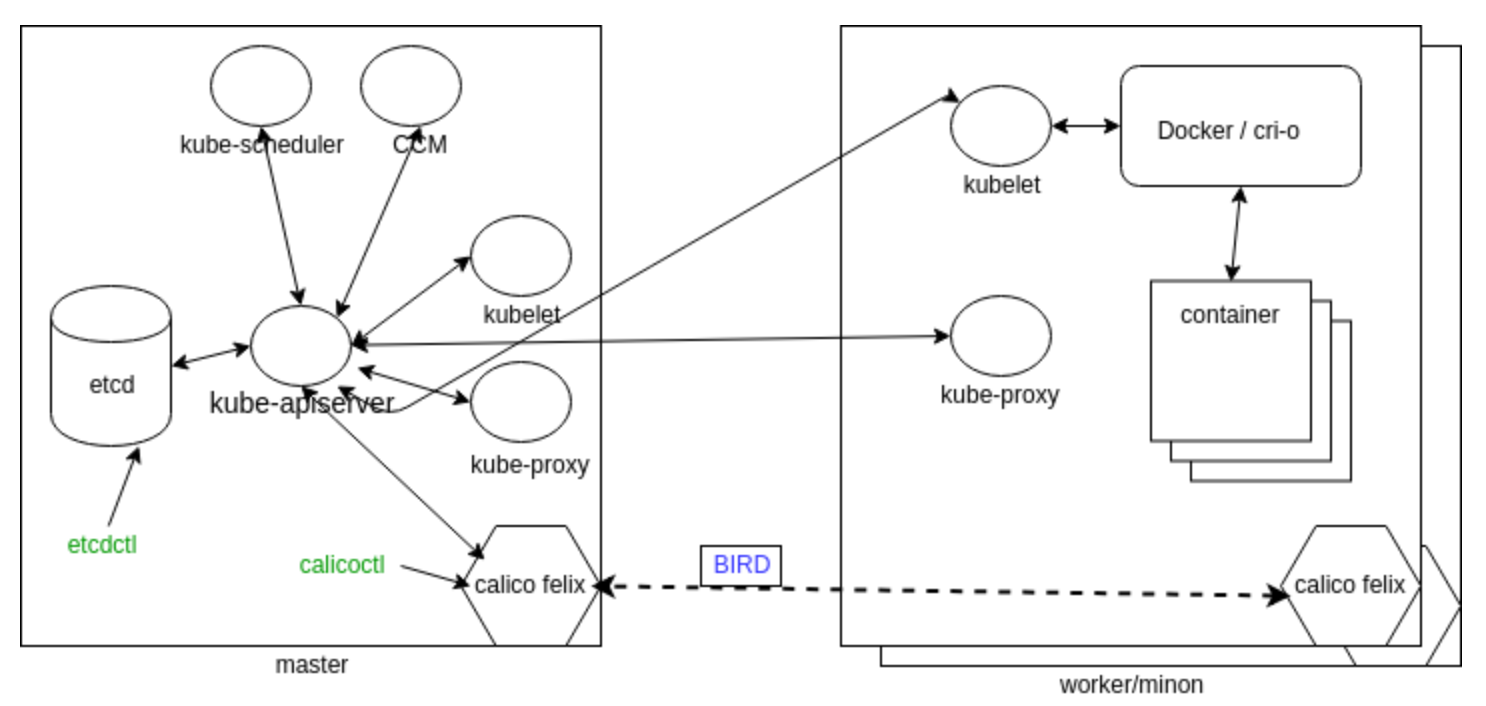 kube-scheduler
CCM
kubelet
etcd
kube-apiserver
kube-proxy
etcdctl
calicoctl
calico felix
master
BIRD
kubelet
Docker / cri-o
kube-proxy
container
calico felix
worker/minon